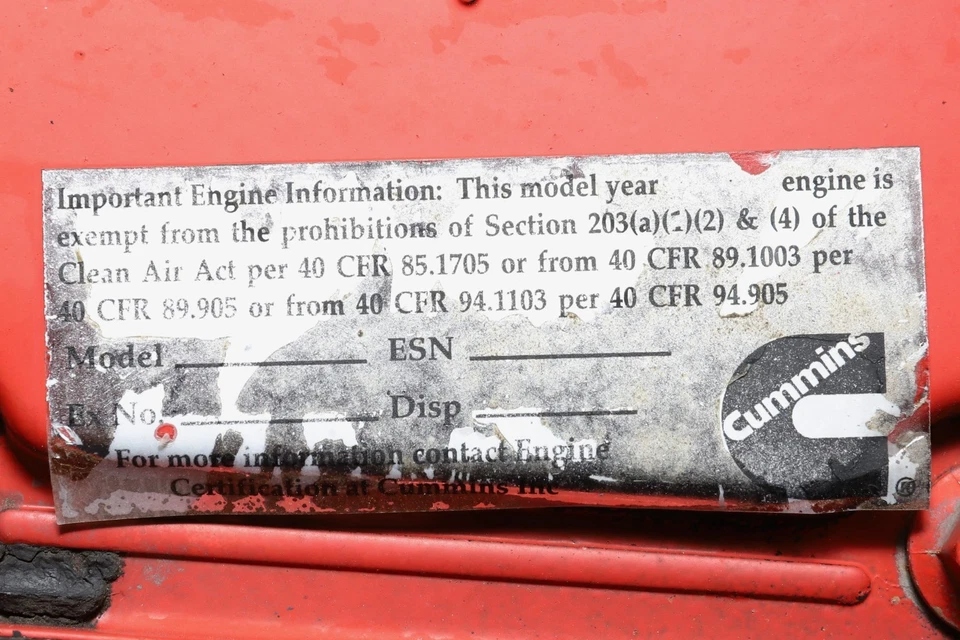 Important Engine Information: This model year engine is
exempt from the prohibitions of Section 203(a)(1)(2) & (4) of the
Clean Air Act per 40 CFR 85.1705 or from 40 CFR 89.1003 per
40 CFR 89.905 or from 40 CFR 94.1103 per 40 CFR 94.905
Model ESN
Ex No. Disp
For more information contact Engine
Certification at Cummins Inc
Cummins
®